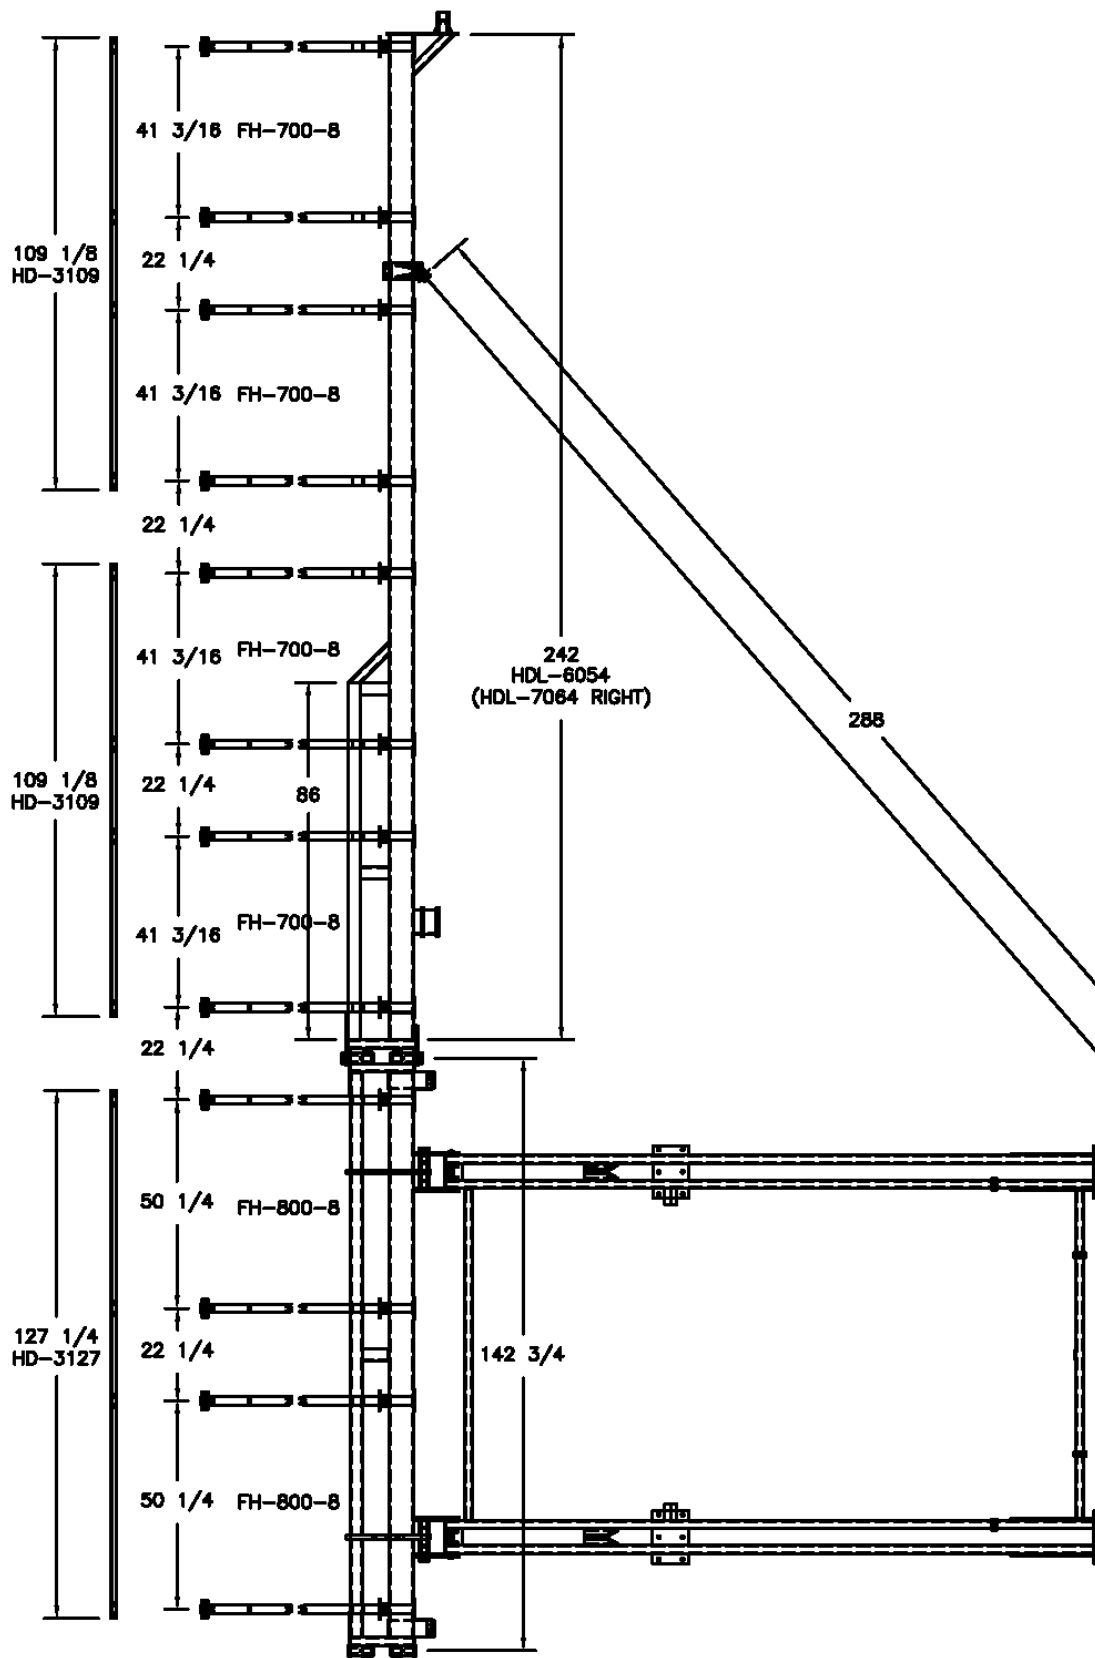 41 3/16 FH-700-8
109 1/8
HD-3109
22 1/4
41 3/16 FH-700-8
22 1/4
41 3/16 FH-700-8
242
HDL-6054
(HDL-7064 RIGHT)
288
109 1/8
HD-3109
22 1/4
86
41 3/16 FH-700-8
22 1/4
50 1/4 FH-800-8
127 1/4
HD-3127
22 1/4
142 3/4
50 1/4 FH-800-8